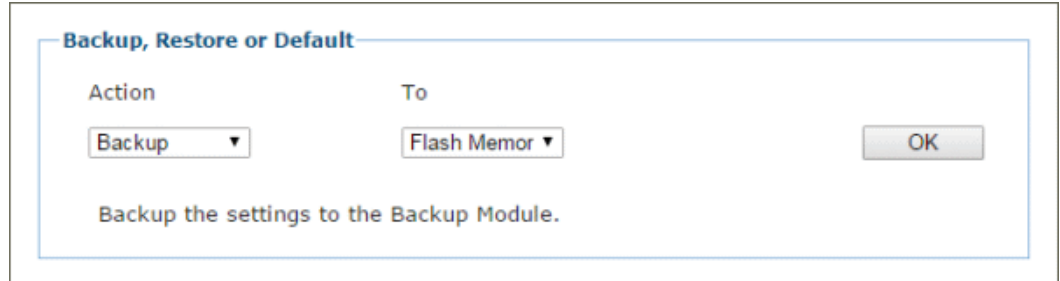 Backup, Restore or Default
Action To
Backup Flash Memor OK
Backup the settings to the Backup Module.